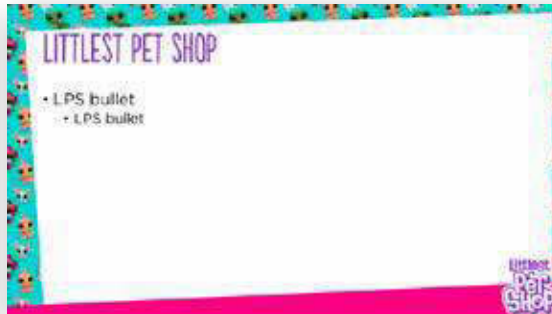 LITTLEST PET SHOP
• LPS bullet
• LPS bullet
Littlest
Pet
Shop